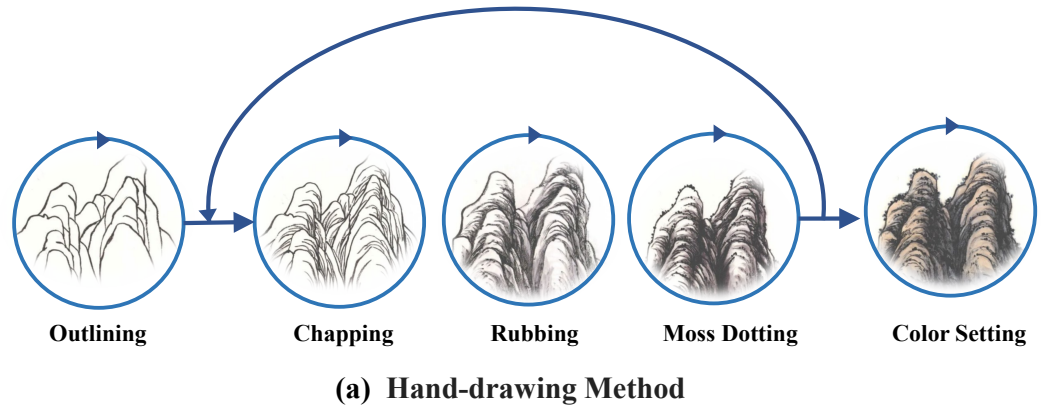 Outlining Chapping Rubbing Moss Dotting Color Setting
(a) Hand-drawing Method